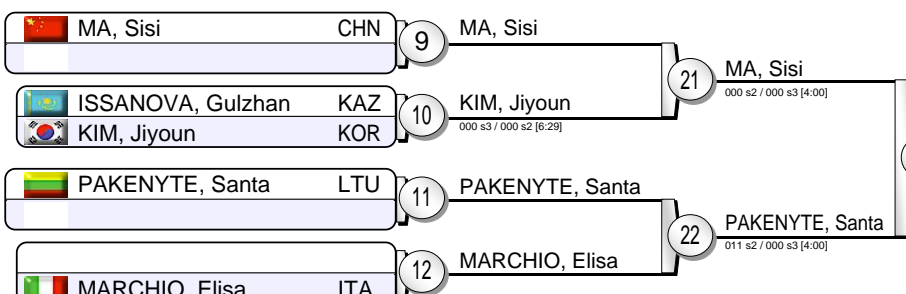 MA, Sisi CHN
9
MA, Sisi
ISSANOVA, Gulzhan KAZ
KIM, Jiyoun KOR
10
KIM, Jiyoun
000 s3 / 000 s2 [6:29]
21
MA, Sisi
000 s2 / 000 s3 [4:00]
PAKENYTE, Santa LTU
11
PAKENYTE, Santa
MARCHIO, Elisa ITA
12
MARCHIO, Elisa
22
PAKENYTE, Santa
011 s2 / 000 s3 [4:00]